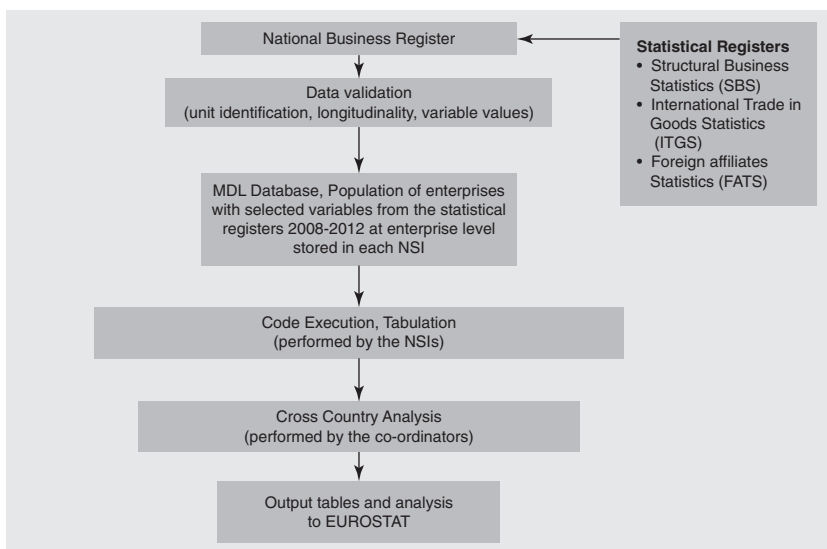 National Business Register
Statistical Registers
• Structural Business
Statistics (SBS)
• International Trade in
Goods Statistics
(ITGS)
• Foreign affiliates
Statistics (FATS)
Data validation
(unit identification, longitudinality, variable values)
MDL Database, Population of enterprises
with selected variables from the statistical
registers 2008-2012 at enterprise level
stored in each NSI
Code Execution, Tabulation
(performed by the NSIs)
Cross Country Analysis
(performed by the co-ordinators)
Output tables and analysis
to EUROSTAT